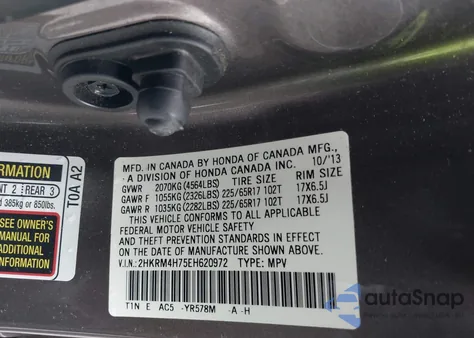 MFD. IN CANADA BY HONDA OF CANADA MFG.,
- A DIVISION OF HONDA CANADA INC. 10/'13
GVWR 2070KG (4564LBS) TIRE SIZE RIM SIZE
GAWR F 1055KG (2326LBS) 225/65R17 102T 17X6.5J
GAWR R 1035KG (2282LBS) 225/65R17 102T 17X6.5J
THIS VEHICLE CONFORMS TO ALL APPLICABLE
FEDERAL MOTOR VEHICLE SAFETY AND
THEFT PREVENTION STANDARDS IN EFFECT
ON THE DATE OF MANUFACTURE SHOWN ABOVE.
V.I.N.: 2HKRM4H75EH620972 TYPE: MPV
T1N E AC5 -YR578M -A -H
FORMATION
NT 2 REAR 3
d 385kg or 850lbs.
SEE OWNER'S
MANUAL FOR
MORE
T0A A2
autoSnap